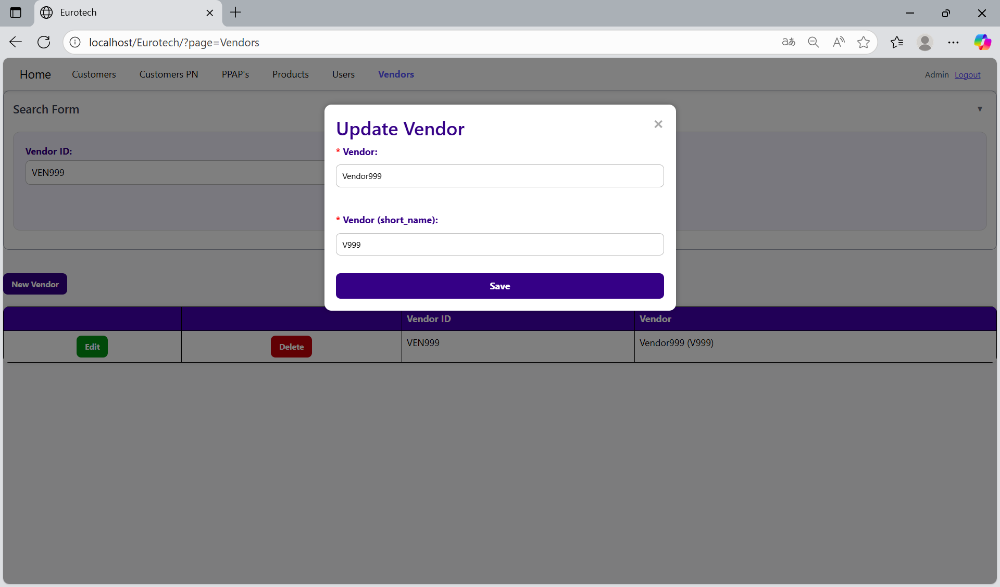 Eurotech
localhost/Eurotech/?page=Vendors
Home Customers Customers PN PPAP's Products Users Vendors Admin Logout
Search Form
Vendor ID:
VEN999
Update Vendor
* Vendor:
Vendor999
* Vendor (short_name):
V999
Save
New Vendor
Vendor ID Vendor
Edit Delete VEN999 Vendor999 (V999)